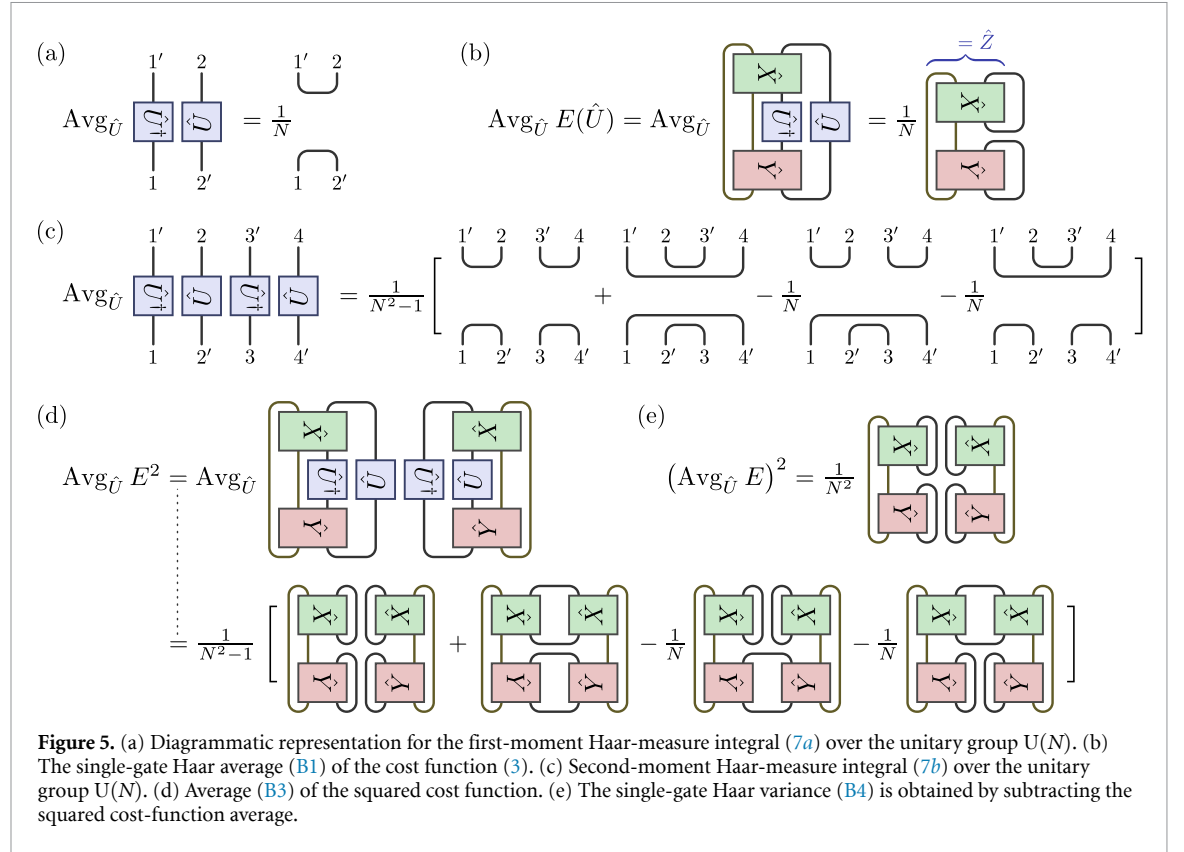 (a)
1′ 2 1′ 2
Avg_Û Û† Û = 1/N
1 2′ 1 2′
(b)
= Ẑ
Avg_Û E(Û) = Avg_Û X̂ Û† Û Ŷ = 1/N X̂ Ŷ
(c)
1′ 2 3′ 4 1′ 2 3′ 4 1′ 2 3′ 4 1′ 2 3′ 4 1′ 2 3′ 4
Avg_Û Û† Û Û† Û = 1/(N²−1) [ + − 1/N − 1/N ]
1 2′ 3 4′ 1 2′ 3 4′ 1 2′ 3 4′ 1 2′ 3 4′ 1 2′ 3 4′
(d)
X̂ X̂
Avg_Û E² = Avg_Û Û† Û Û† Û
Ŷ Ŷ
(e)
X̂ X̂
(Avg_Û E)² = 1/N²
Ŷ Ŷ
X̂ X̂ X̂ X̂ X̂ X̂ X̂ X̂
= 1/(N²−1) [ + − 1/N − 1/N ]
Ŷ Ŷ Ŷ Ŷ Ŷ Ŷ Ŷ Ŷ
Figure 5. (a) Diagrammatic representation for the first-moment Haar-measure integral (7a) over the unitary group U(N). (b)
The single-gate Haar average (B1) of the cost function (3). (c) Second-moment Haar-measure integral (7b) over the unitary
group U(N). (d) Average (B3) of the squared cost function. (e) The single-gate Haar variance (B4) is obtained by subtracting the
squared cost-function average.